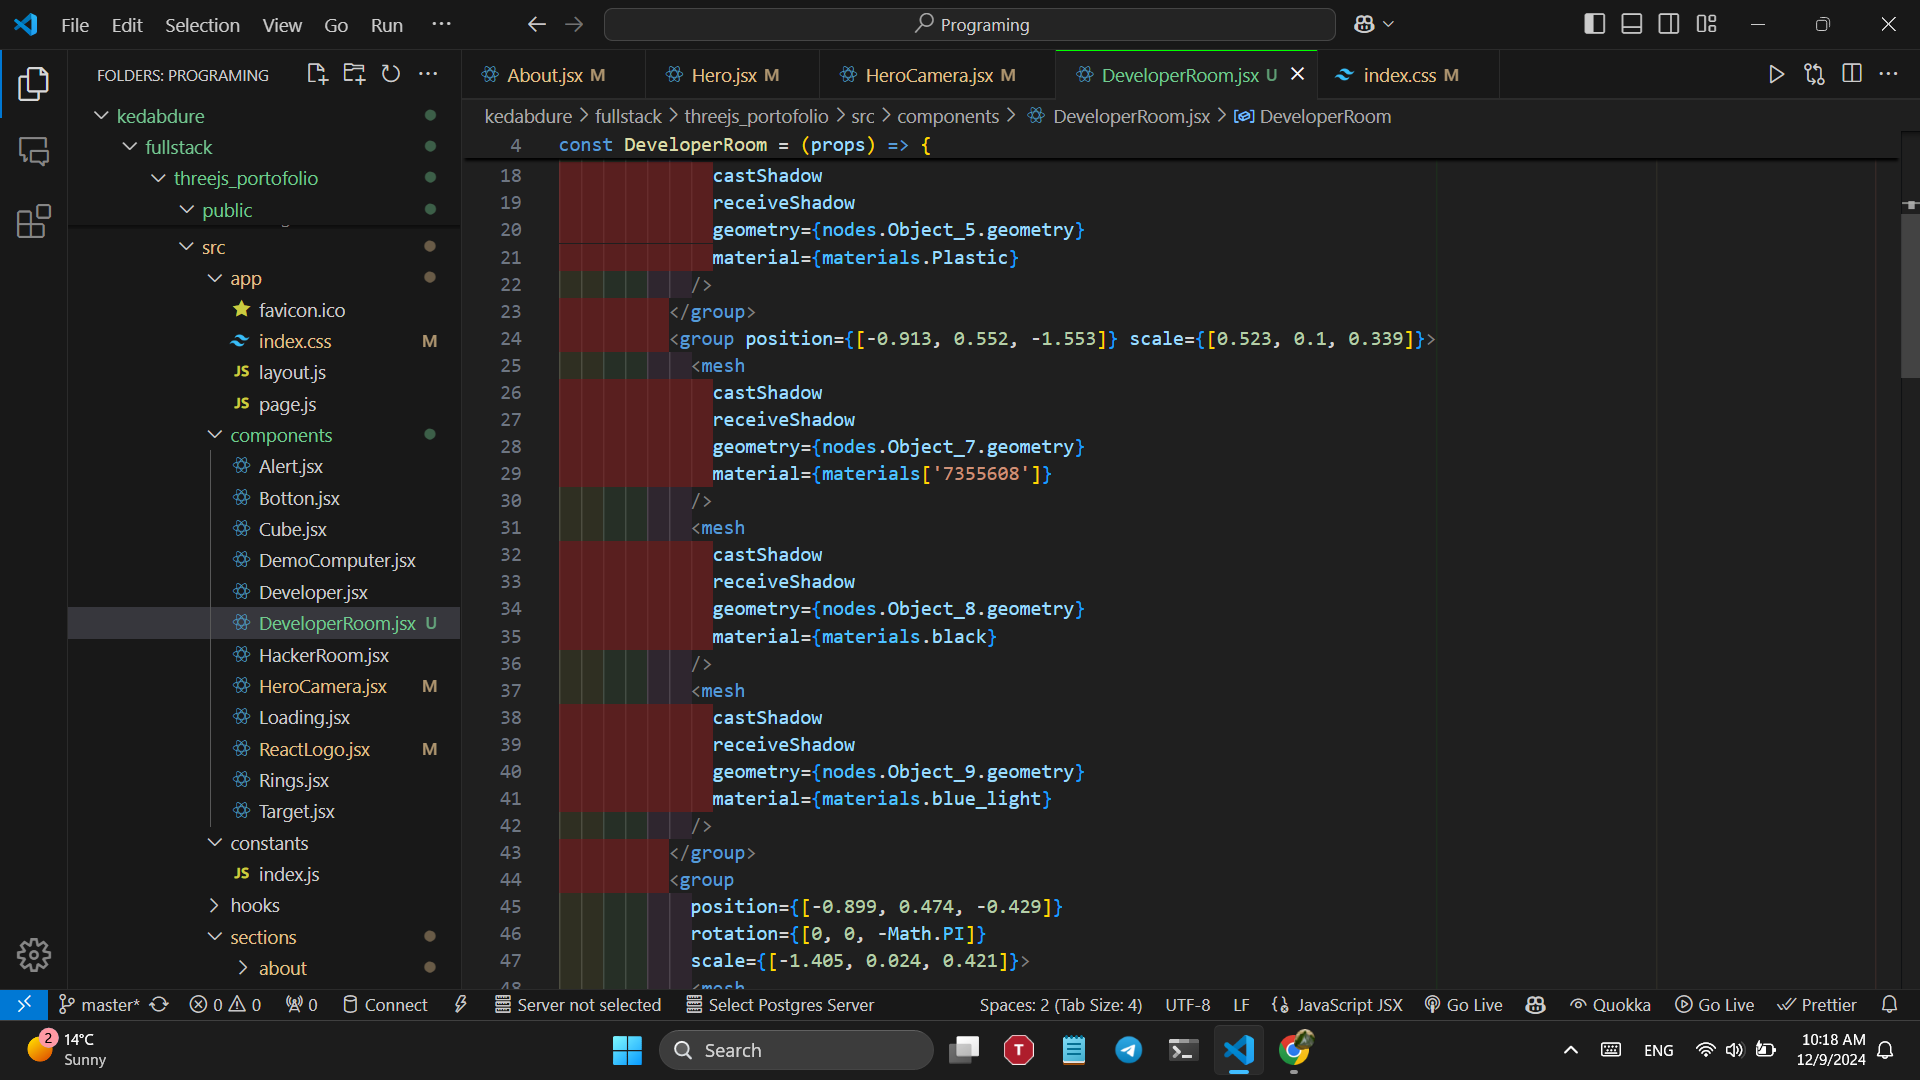 File Edit Selection View Go Run ···
Programing
FOLDERS: PROGRAMING
kedabdure
fullstack
threejs_portofolio
public
src
app
favicon.ico
index.css M
layout.js
page.js
components
Alert.jsx
Botton.jsx
Cube.jsx
DemoComputer.jsx
Developer.jsx
DeveloperRoom.jsx U
HackerRoom.jsx
HeroCamera.jsx M
Loading.jsx
ReactLogo.jsx M
Rings.jsx
Target.jsx
constants
index.js
hooks
sections
about
About.jsx M Hero.jsx M HeroCamera.jsx M DeveloperRoom.jsx U index.css M
kedabdure > fullstack > threejs_portofolio > src > components > DeveloperRoom.jsx > DeveloperRoom
4 const DeveloperRoom = (props) => {
18 castShadow
19 receiveShadow
20 geometry={nodes.Object_5.geometry}
21 material={materials.Plastic}
22 />
23 </group>
24 <group position={[-0.913, 0.552, -1.553]} scale={[0.523, 0.1, 0.339]}>
25 <mesh
26 castShadow
27 receiveShadow
28 geometry={nodes.Object_7.geometry}
29 material={materials['7355608']}
30 />
31 <mesh
32 castShadow
33 receiveShadow
34 geometry={nodes.Object_8.geometry}
35 material={materials.black}
36 />
37 <mesh
38 castShadow
39 receiveShadow
40 geometry={nodes.Object_9.geometry}
41 material={materials.blue_light}
42 />
43 </group>
44 <group
45 position={[-0.899, 0.474, -0.429]}
46 rotation={[0, 0, -Math.PI]}
47 scale={[-1.405, 0.024, 0.421]}>
48 <mesh
master* 0 0 0 Connect Server not selected Select Postgres Server Spaces: 2 (Tab Size: 4) UTF-8 LF JavaScript JSX Go Live Quokka Go Live Prettier
2 14°C
Sunny
Search
T
ENG
10:18 AM
12/9/2024